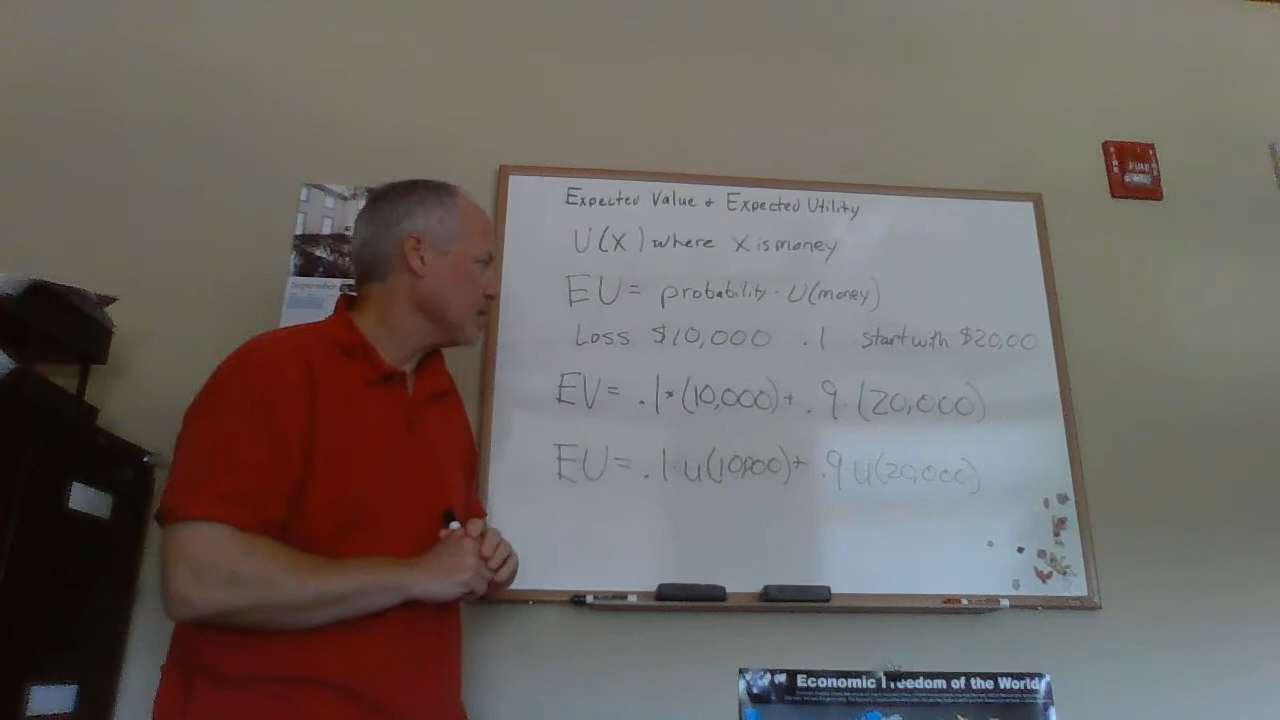 Expected Value + Expected Utility
U(X) where X is money
EU = probability · U(money)
Loss $10,000 .1 start with $20,00
EV = .1*(10,000)+ .9·(20,000)
EU = .1·u(10,000)+ .9·u(20,000)
FIRE
Economic Freedom of the World